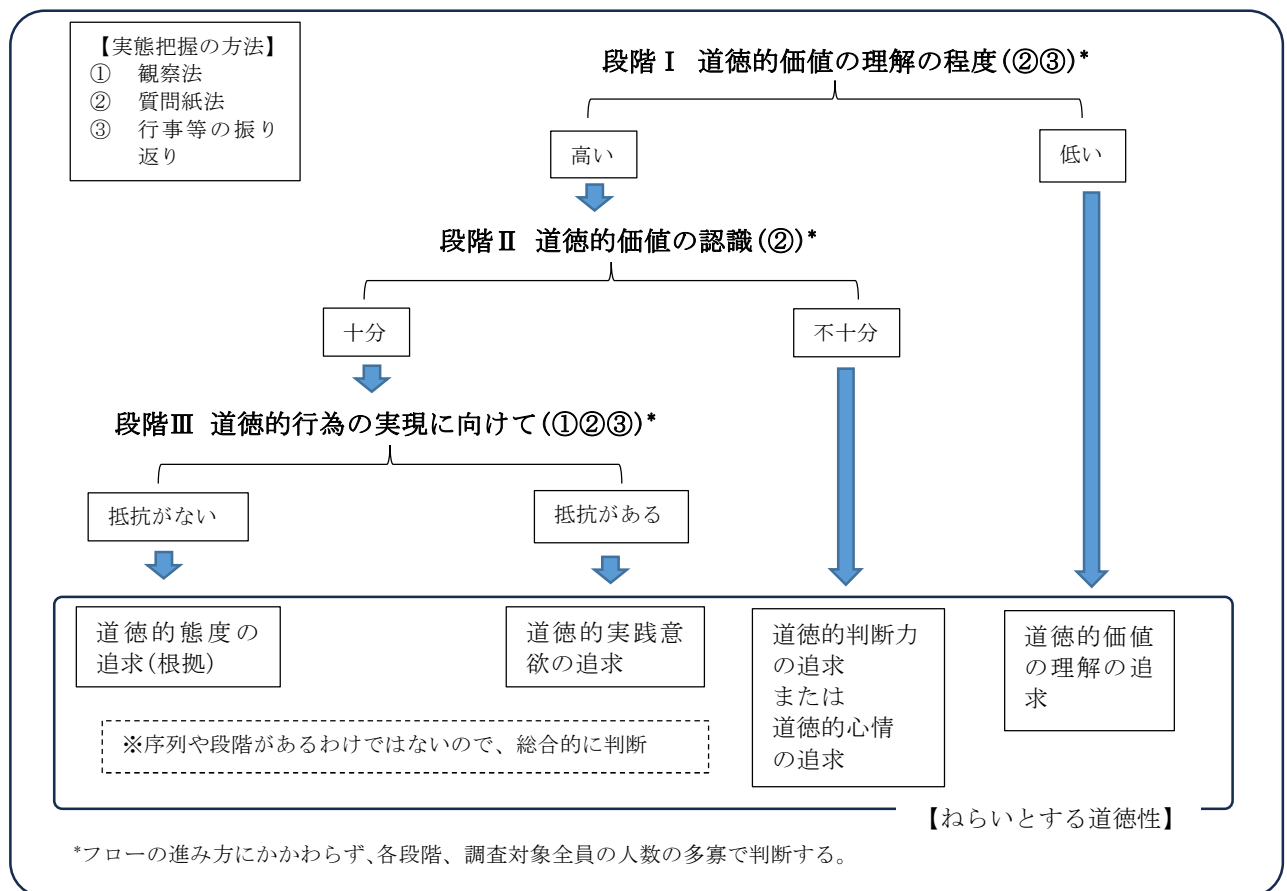 【実態把握の方法】
① 観察法
② 質問紙法
③ 行事等の振り
返り
段階Ⅰ 道徳的価値の理解の程度(②③)*
高い
低い
段階Ⅱ 道徳的価値の認識(②)*
十分
不十分
段階Ⅲ 道徳的行為の実現に向けて(①②③)*
抵抗がない
抵抗がある
道徳的態度の
追求(根拠)
道徳的実践意
欲の追求
道徳的判断力
の追求
または
道徳的心情
の追求
道徳的価値
の理解の追
求
※序列や段階があるわけではないので、総合的に判断
【ねらいとする道徳性】
*フローの進み方にかかわらず、各段階、調査対象全員の人数の多寡で判断する。